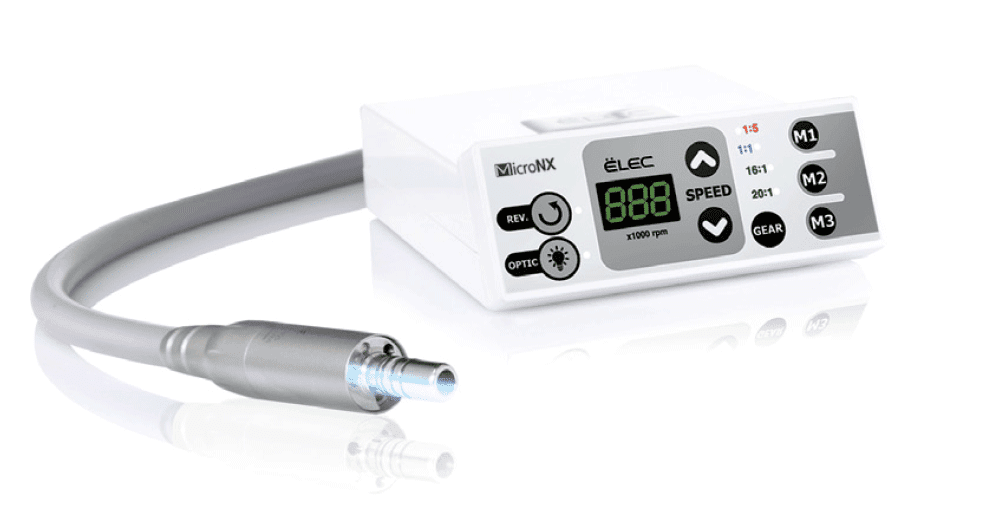 MicroNX
REV.
OPTIC
ËLEC
888
x1000 rpm
SPEED
1:5
1:1
16:1
20:1
GEAR
M1
M2
M3